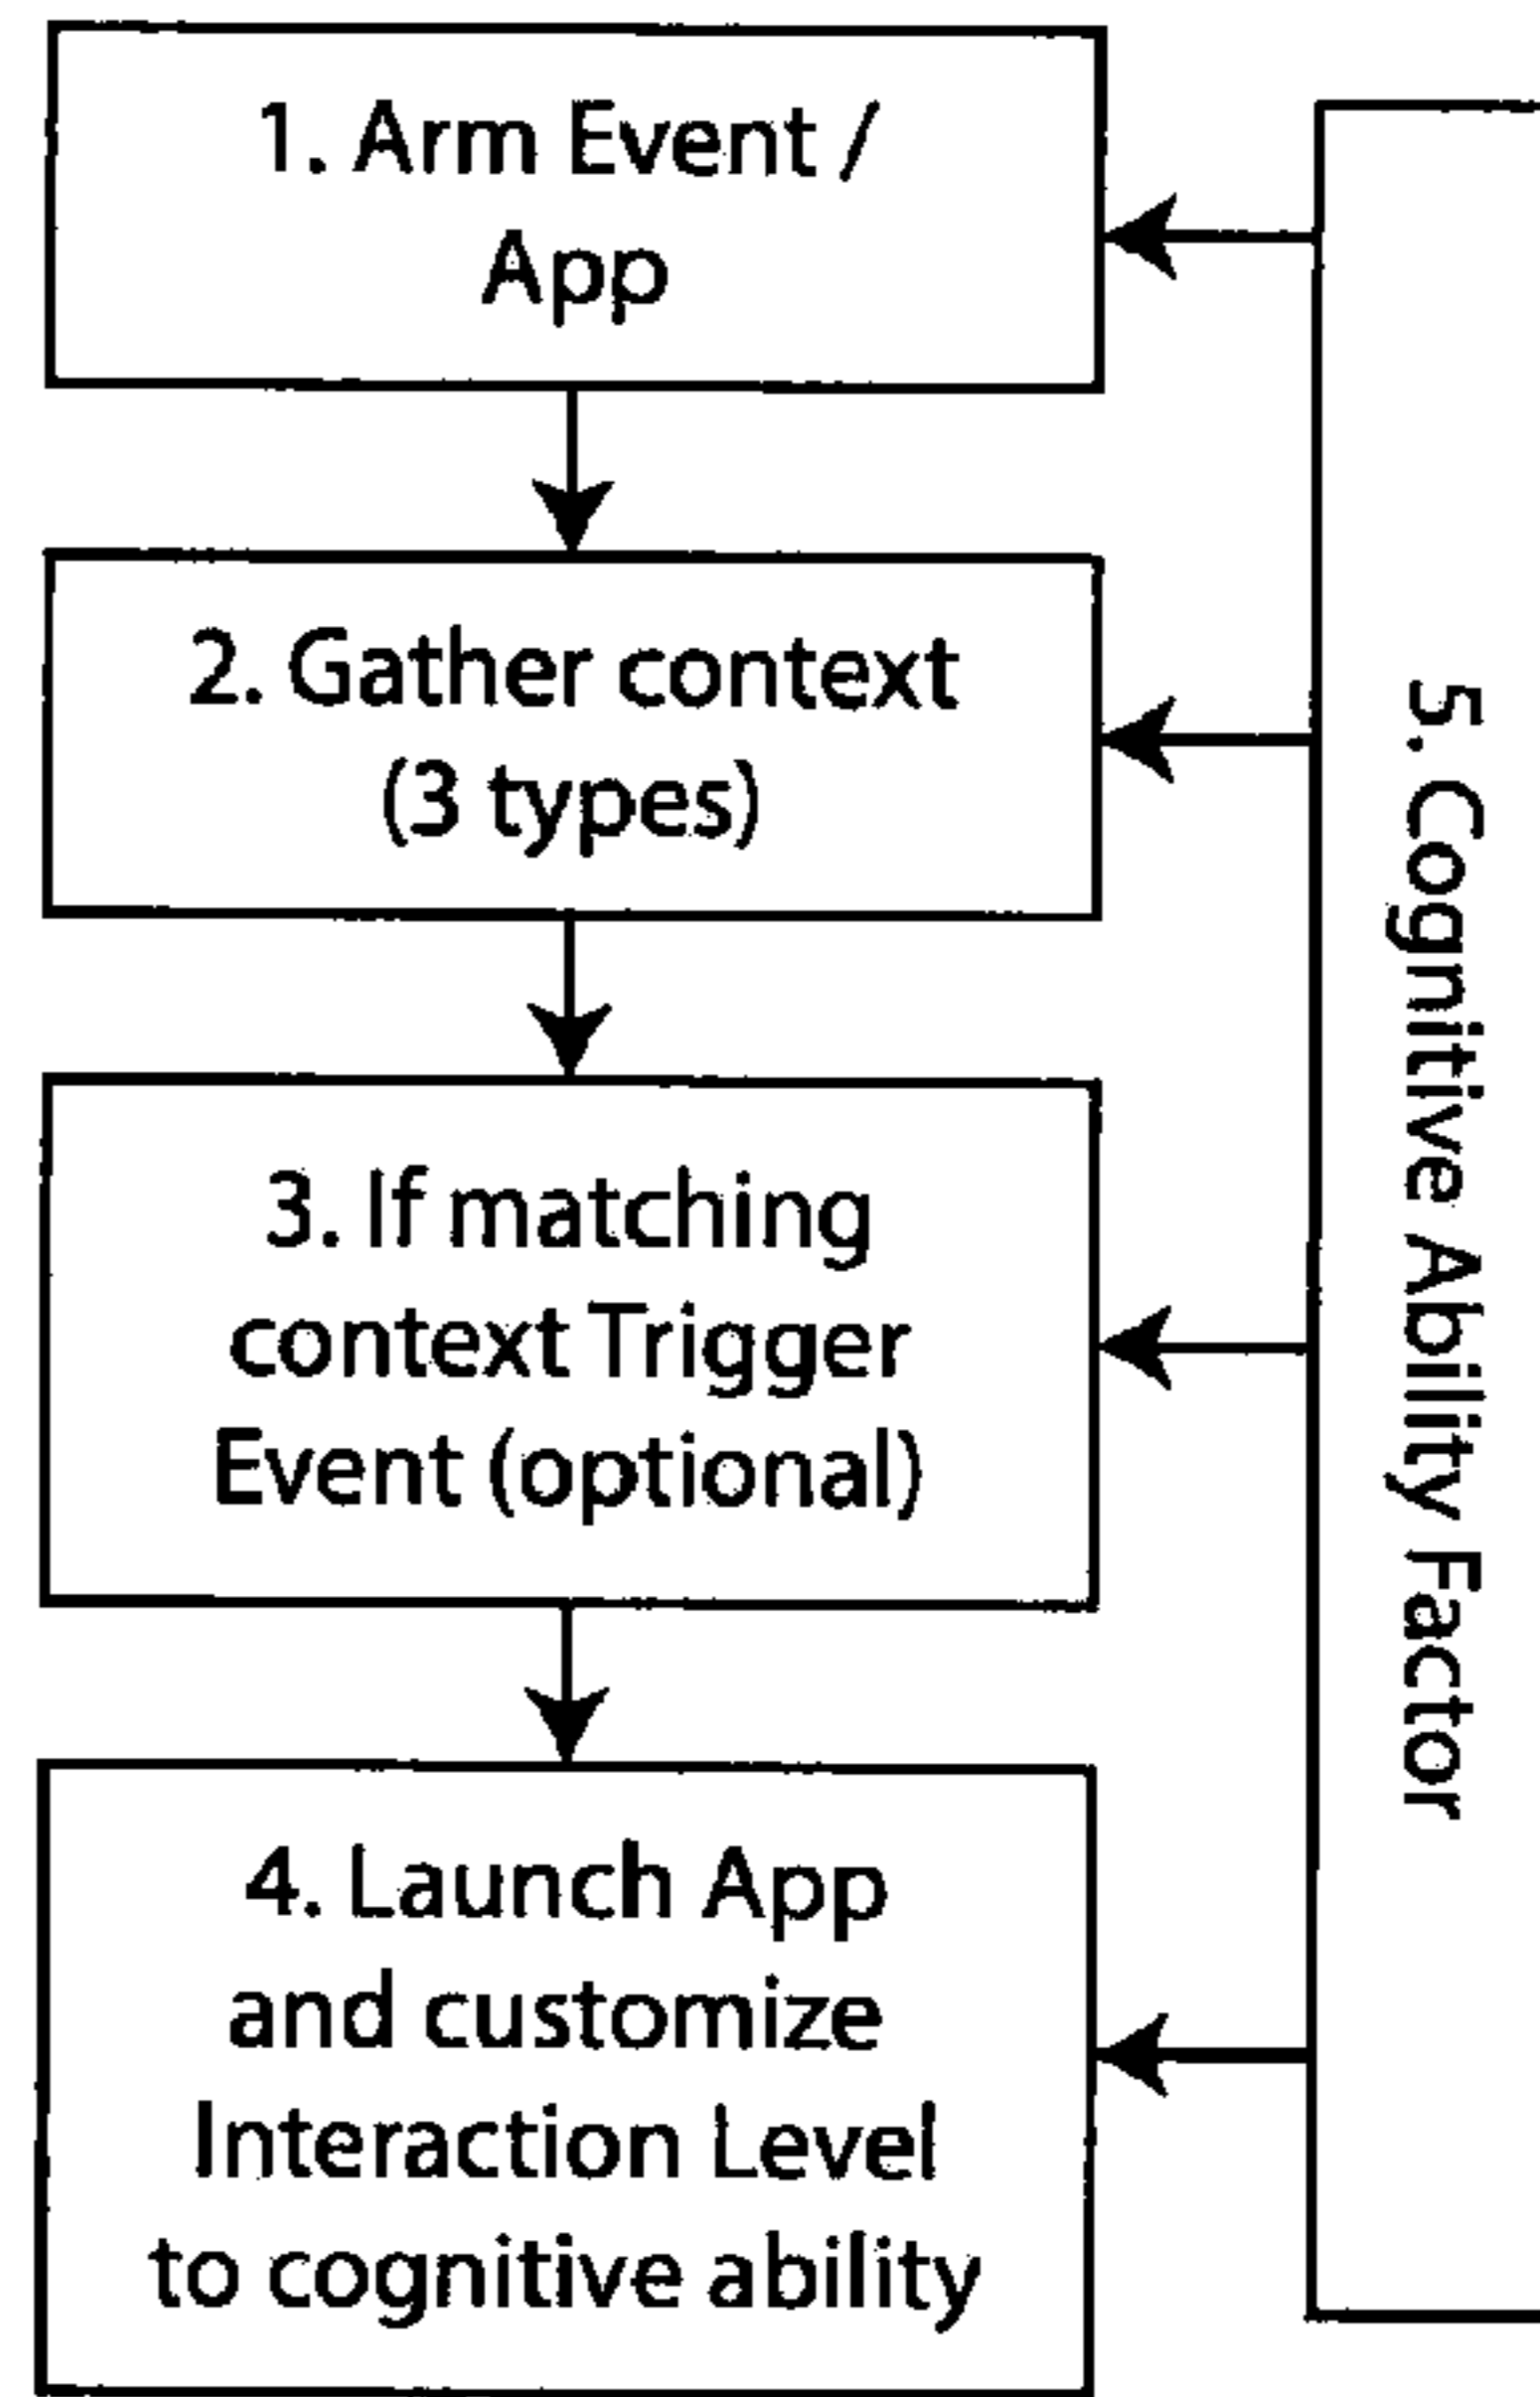 1. Arm Event /
App
2. Gather context
(3 types)
3. If matching
context Trigger
Event (optional)
4. Launch App
and customize
Interaction Level
to cognitive ability
5. Cognitive Ability Factor